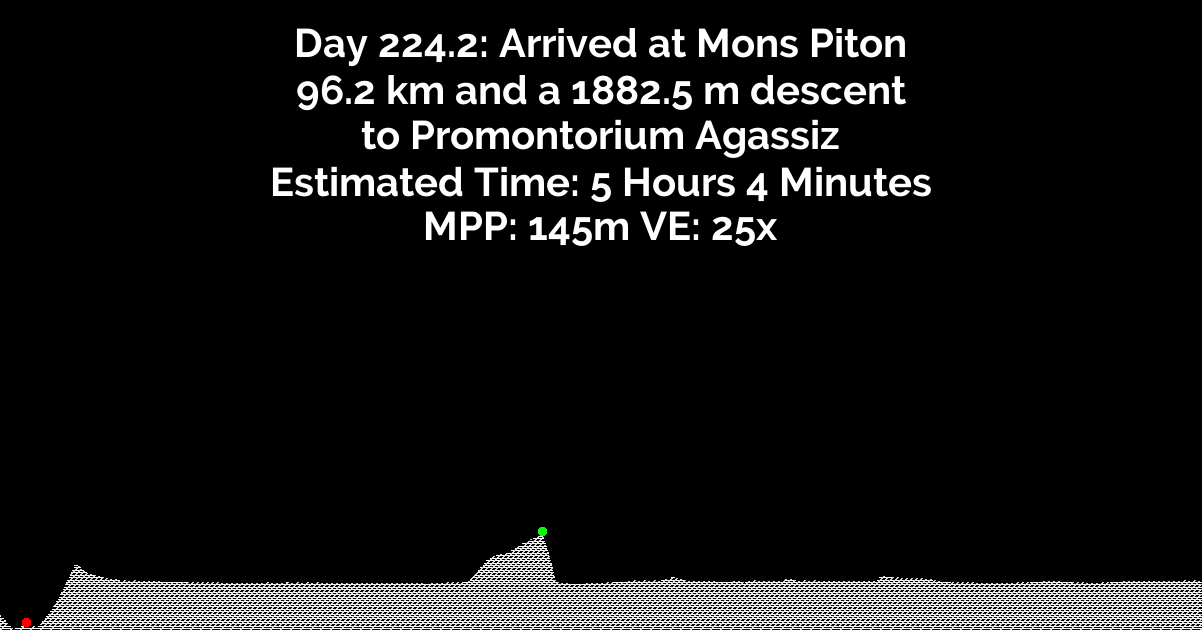 Day 224.2: Arrived at Mons Piton
96.2 km and a 1882.5 m descent
to Promontorium Agassiz
Estimated Time: 5 Hours 4 Minutes
MPP: 145m VE: 25x